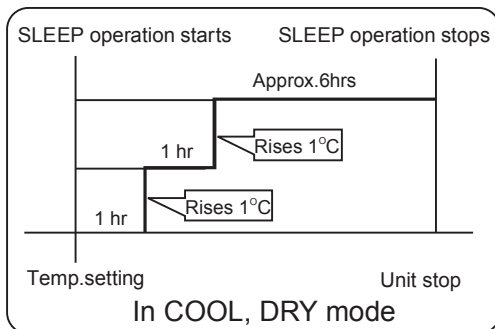 SLEEP operation starts
SLEEP operation stops
Approx.6hrs
1 hr
Rises 1°C
1 hr
Rises 1°C
Temp.setting
Unit stop
In COOL, DRY mode